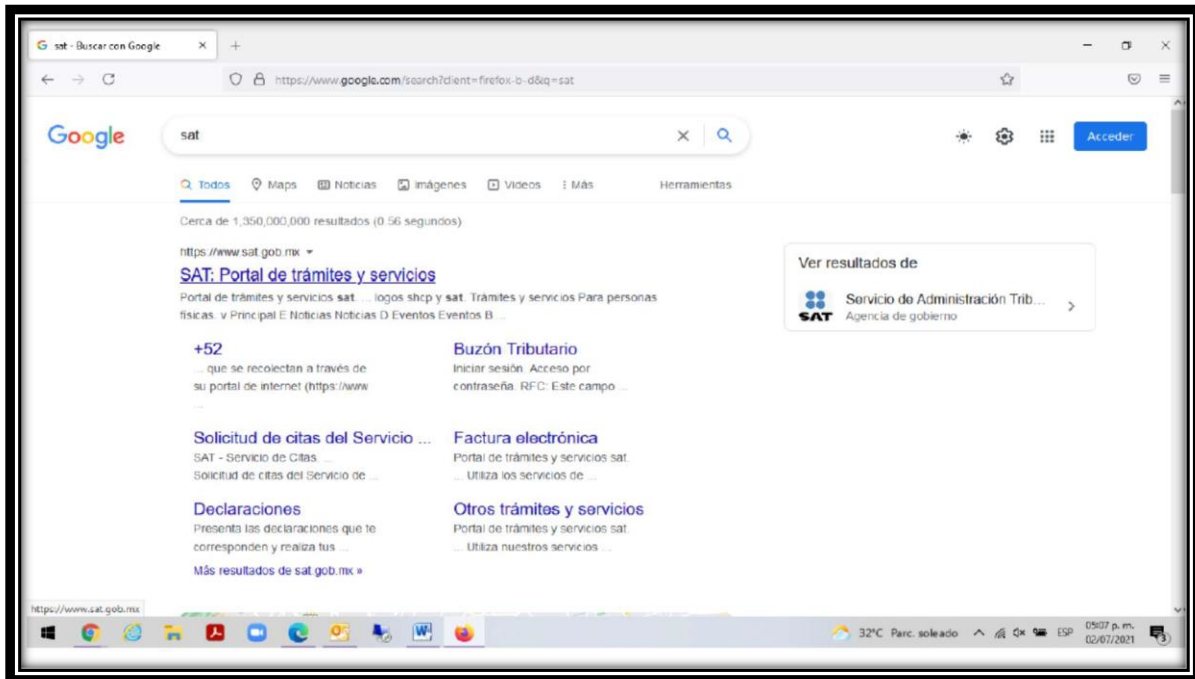 sat - Buscar con Google
https://www.google.com/search?client=firefox-b-d&q=sat
Google
sat
Acceder
Todos
Maps
Noticias
Imágenes
Videos
Más
Herramientas
Cerca de 1,350,000,000 resultados (0.56 segundos)
https://www.sat.gob.mx
SAT: Portal de trámites y servicios
Portal de trámites y servicios sat. ... logos shcp y sat. Trámites y servicios Para personas
físicas. v Principal E Noticias Noticias D Eventos Eventos B ...
+52
... que se recolectan a través de
su portal de internet (https://www
...
Buzón Tributario
Iniciar sesión. Acceso por
contraseña. RFC: Este campo ...
Solicitud de citas del Servicio ...
SAT - Servicio de Citas. ...
Solicitud de citas del Servicio de ...
Factura electrónica
Portal de trámites y servicios sat.
... Utiliza los servicios de ...
Declaraciones
Presenta las declaraciones que te
corresponden y realiza tus ...
Otros trámites y servicios
Portal de trámites y servicios sat.
... Utiliza nuestros servicios ...
Más resultados de sat.gob.mx »
Ver resultados de
SAT
Servicio de Administración Trib...
Agencia de gobierno
https://www.sat.gob.mx
32°C Parc. soleado
ESP
05:07 p. m.
02/07/2021
3